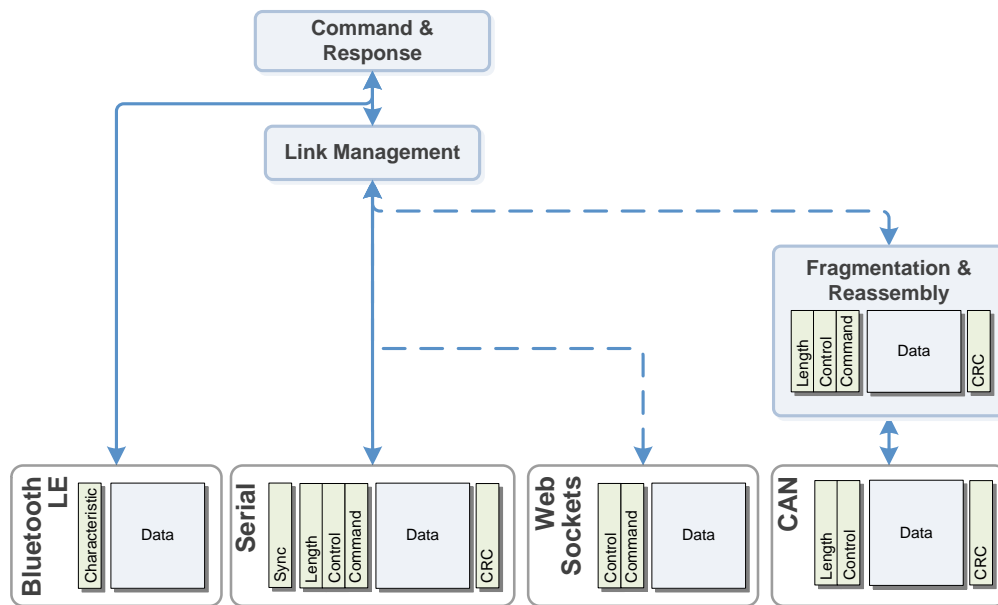 Command &
Response
Link Management
Fragmentation &
Reassembly
Length
Control
Command
Data
CRC
Bluetooth
LE
Characteristic
Data
Serial
Sync
Length
Control
Command
Data
CRC
Web
Sockets
Control
Command
Data
CAN
Length
Control
Data
CRC